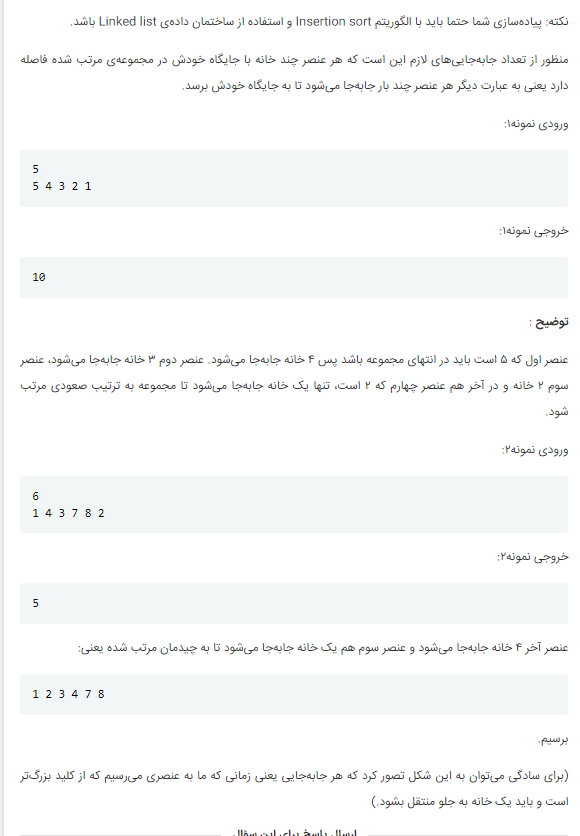 نکته: پیاده‌سازی شما حتما باید با الگوریتم Insertion sort و استفاده از ساختمان داده‌ی Linked list باشد.
منظور از تعداد جابه‌جایی‌های لازم این است که هر عنصر چند خانه با جایگاه خودش در مجموعه‌ی مرتب شده فاصله
دارد یعنی به عبارت دیگر هر عنصر چند بار جابه‌جا می‌شود تا به جایگاه خودش برسد.
ورودی نمونه۱:
5
5 4 3 2 1
خروجی نمونه۱:
10
توضیح :
عنصر اول که ۵ است باید در انتهای مجموعه باشد پس ۴ خانه جابه‌جا می‌شود. عنصر دوم ۳ خانه جابه‌جا می‌شود، عنصر
سوم ۲ خانه و در آخر هم عنصر چهارم که ۲ است، تنها یک خانه جابه‌جا می‌شود تا مجموعه به ترتیب صعودی مرتب
شود.
ورودی نمونه۲:
6
1 4 3 7 8 2
خروجی نمونه۲:
5
عنصر آخر ۴ خانه جابه‌جا می‌شود و عنصر سوم هم یک خانه جابه‌جا می‌شود تا به چیدمان مرتب شده یعنی:
1 2 3 4 7 8
برسیم.
(برای سادگی می‌توان به این شکل تصور کرد که هر جابه‌جایی یعنی زمانی که ما به عنصری می‌رسیم که از کلید بزرگ‌تر
است و باید یک خانه به جلو منتقل بشود.)
ارسال پاسخ برای این سؤال